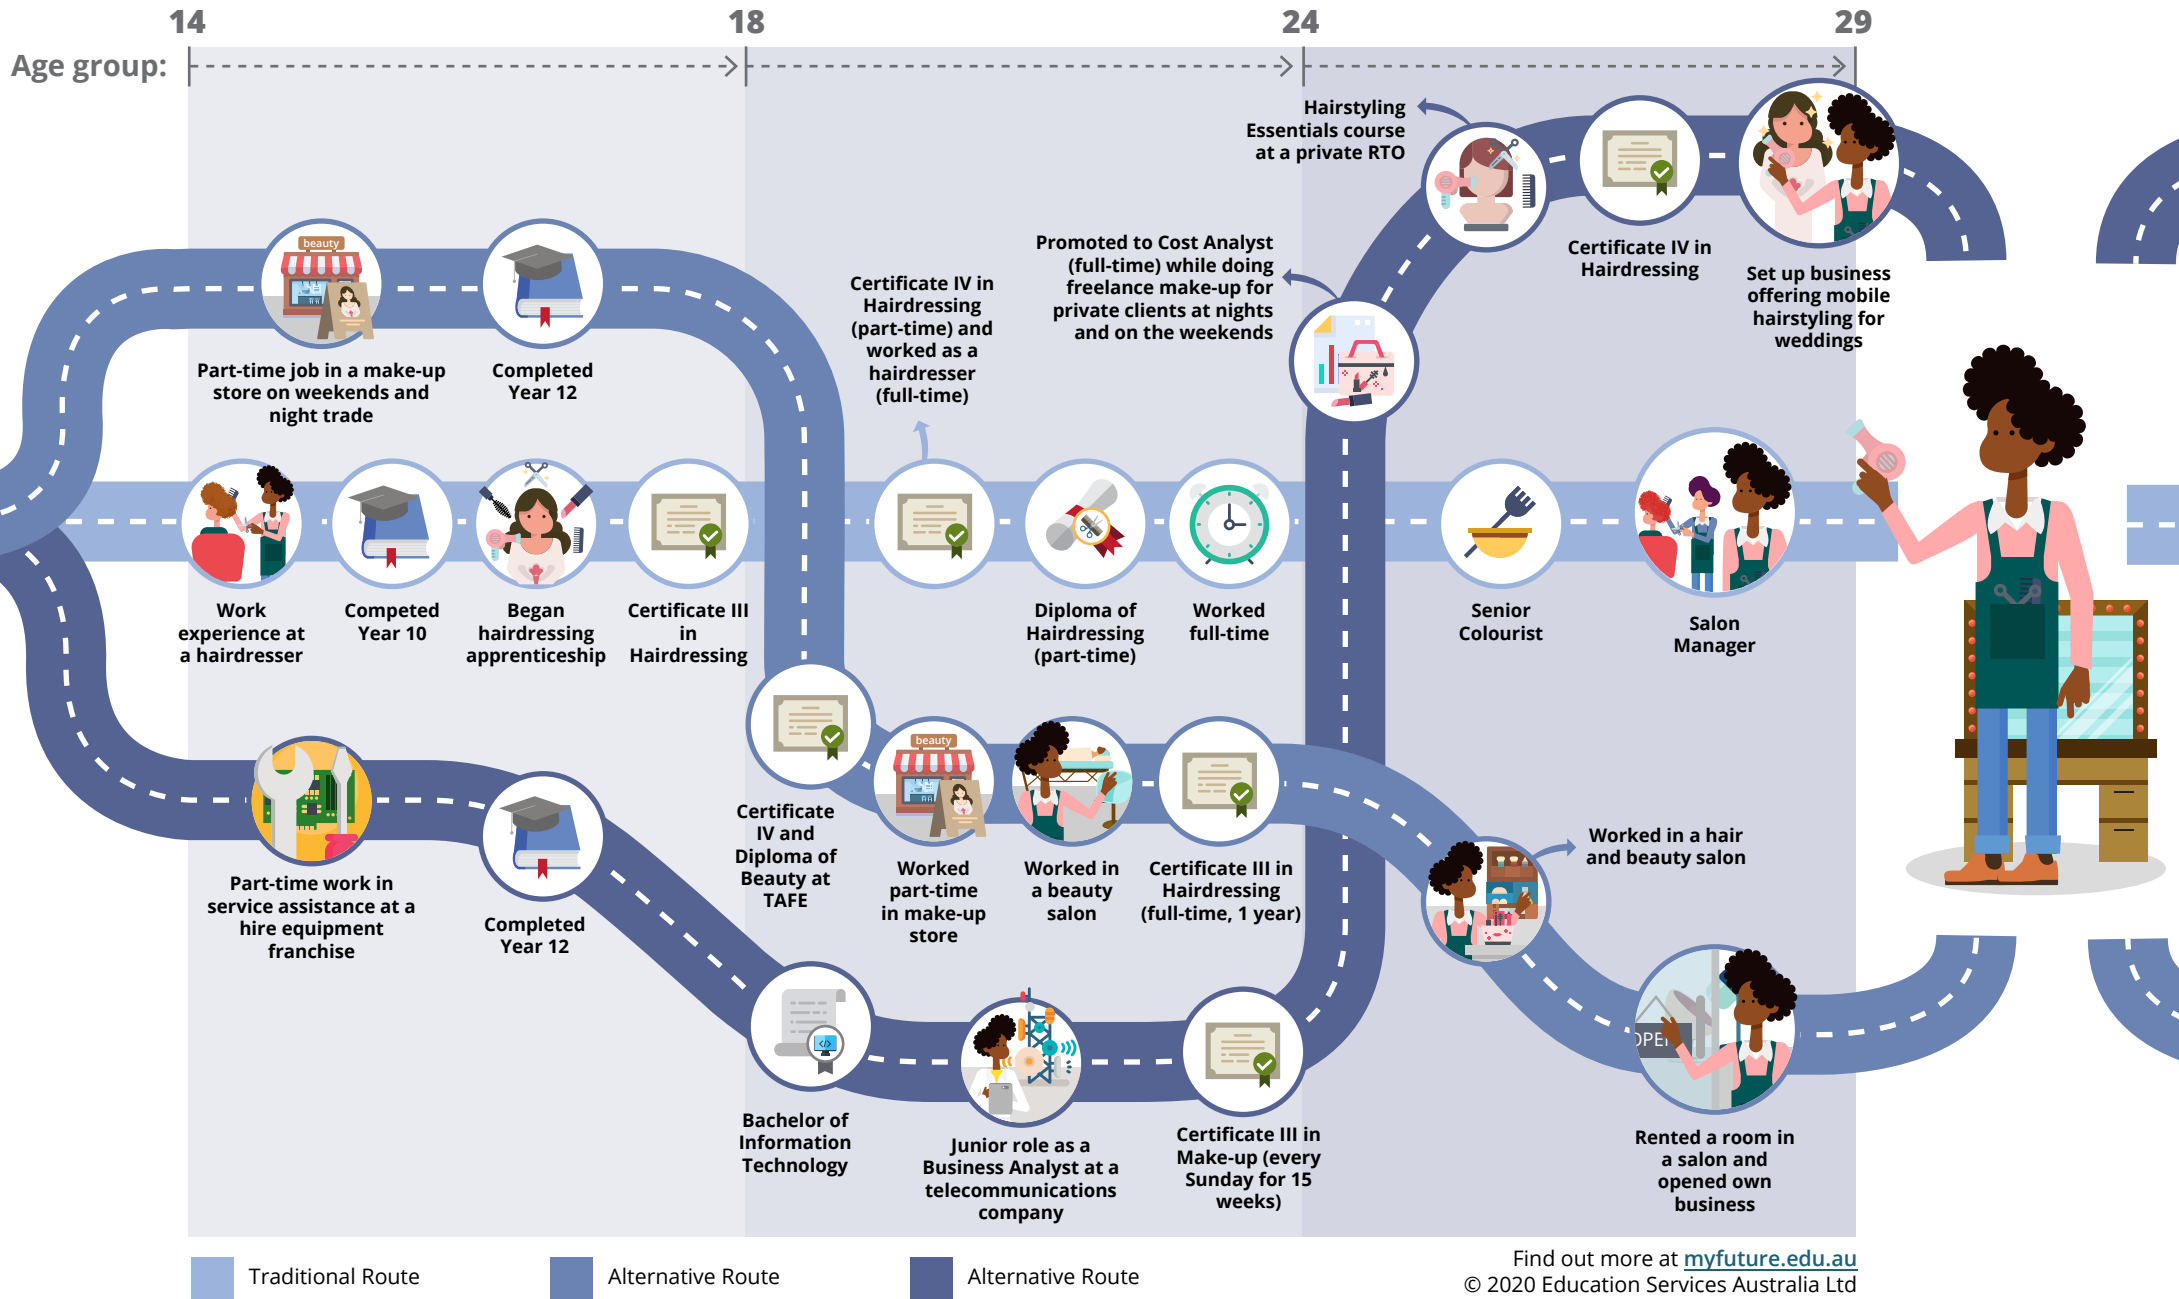 14
18
24
29
Age group:
Hairstyling
Essentials course
at a private RTO
Certificate IV in
Hairdressing
Set up business
offering mobile
hairstyling for
weddings
Promoted to Cost Analyst
(full-time) while doing
freelance make-up for
private clients at nights
and on the weekends
beauty
Part-time job in a make-up
store on weekends and
night trade
Completed
Year 12
Certificate IV in
Hairdressing
(part-time) and
worked as a
hairdresser
(full-time)
Work
experience at
a hairdresser
Competed
Year 10
Began
hairdressing
apprenticeship
Certificate III
in
Hairdressing
Diploma of
Hairdressing
(part-time)
Worked
full-time
Senior
Colourist
Salon
Manager
Certificate
IV and
Diploma of
Beauty at
TAFE
beauty
Worked
part-time
in make-up
store
Worked in
a beauty
salon
Certificate III in
Hairdressing
(full-time, 1 year)
Worked in a hair
and beauty salon
OPE
Rented a room in
a salon and
opened own
business
Part-time work in
service assistance at a
hire equipment
franchise
Completed
Year 12
</>
Bachelor of
Information
Technology
Junior role as a
Business Analyst at a
telecommunications
company
Certificate III in
Make-up (every
Sunday for 15
weeks)
Traditional Route
Alternative Route
Alternative Route
Find out more at myfuture.edu.au
© 2020 Education Services Australia Ltd